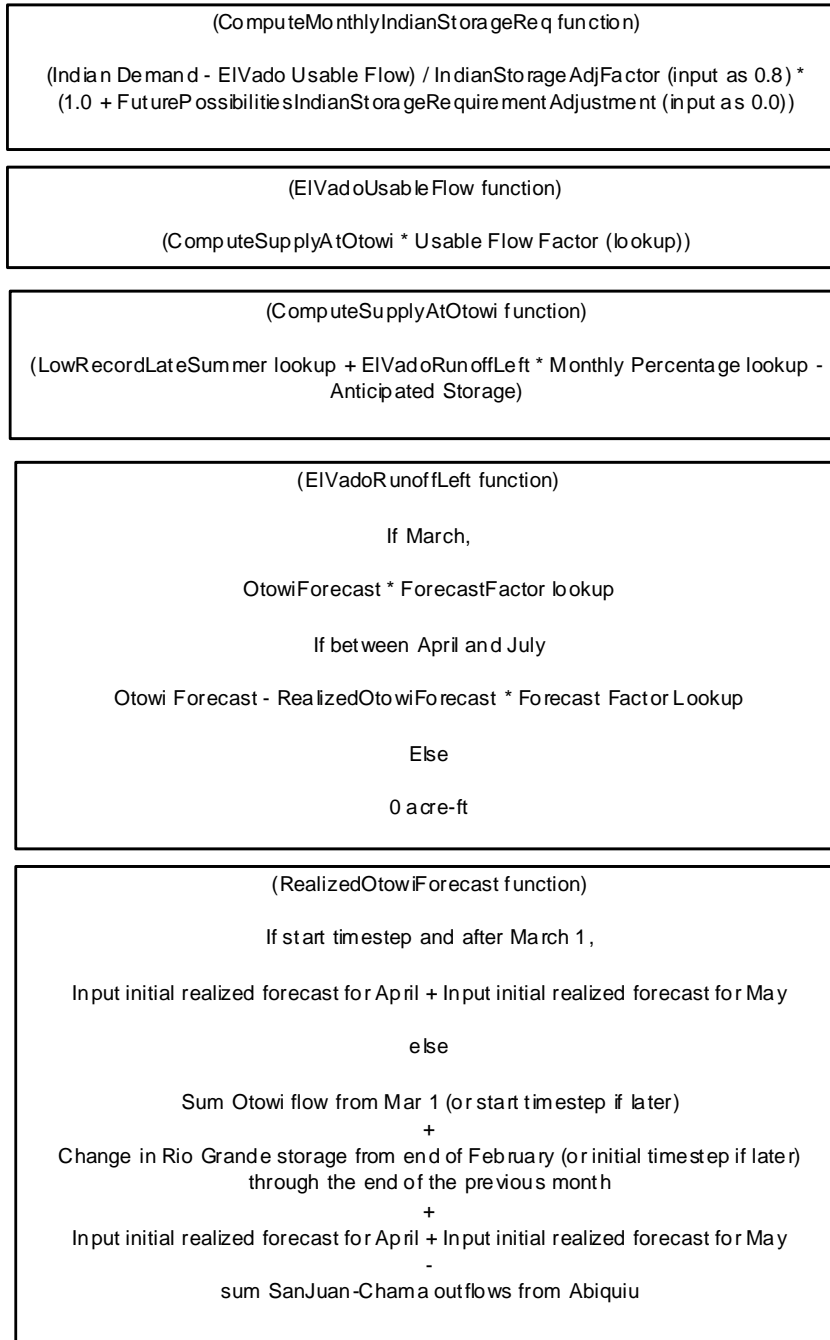 (ComputeMonthlyIndianStorageReq function)
(Indian Demand - ElVado Usable Flow) / IndianStorageAdjFactor (input as 0.8) *
(1.0 + FuturePossibilitiesIndianStorageRequirementAdjustment (input as 0.0))
(ElVadoUsableFlow function)
(ComputeSupplyAtOtowi * Usable Flow Factor (lookup))
(ComputeSupplyAtOtowi function)
(LowRecordLateSummer lookup + ElVadoRunoffLeft * Monthly Percentage lookup -
Anticipated Storage)
(ElVadoRunoffLeft function)
If March,
OtowiForecast * ForecastFactor lookup
If between April and July
Otowi Forecast - RealizedOtowiForecast * Forecast Factor Lookup
Else
0 acre-ft
(RealizedOtowiForecast function)
If start timestep and after March 1,
Input initial realized forecast for April + Input initial realized forecast for May
else
Sum Otowi flow from Mar 1 (or start timestep if later)
+
Change in Rio Grande storage from end of February (or initial timestep if later)
through the end of the previous month
+
Input initial realized forecast for April + Input initial realized forecast for May
-
sum SanJuan-Chama outflows from Abiquiu